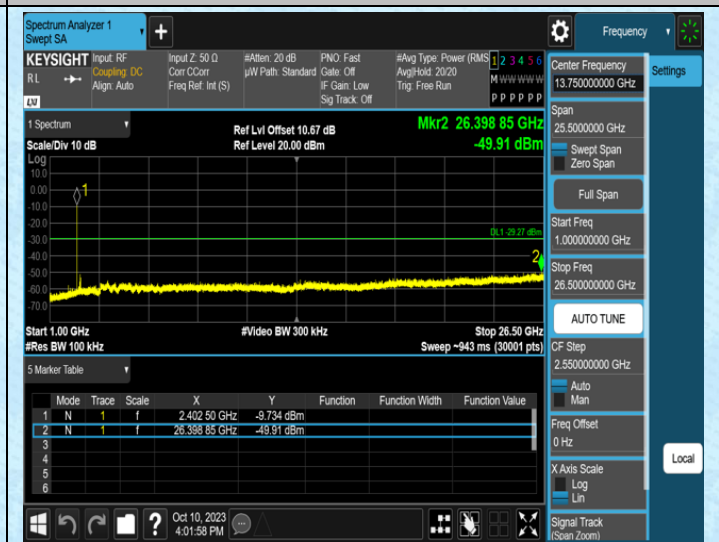 Spectrum Analyzer 1
Swept SA
+
Frequency
KEYSIGHT
RL
LXI
Input: RF
Coupling: DC
Align: Auto
Input Z: 50 Ω
Corr CCorr
Freq Ref: Int (S)
#Atten: 20 dB
µW Path: Standard
PNO: Fast
Gate: Off
IF Gain: Low
Sig Track: Off
#Avg Type: Power (RMS
Avg|Hold: 20/20
Trig: Free Run
1 2 3 4 5 6
M W W W W W
P P P P P P
Center Frequency
13.750000000 GHz
Settings
Span
25.5000000 GHz
Swept Span
Zero Span
Full Span
Start Freq
1.000000000 GHz
Stop Freq
26.500000000 GHz
AUTO TUNE
CF Step
2.550000000 GHz
Auto
Man
Freq Offset
0 Hz
X Axis Scale
Log
Lin
Signal Track
(Span Zoom)
Local
1 Spectrum
Scale/Div 10 dB
Ref Lvl Offset 10.67 dB
Ref Level 20.00 dBm
Mkr2 26.398 85 GHz
-49.91 dBm
Log
10.0
0.00
-10.0
-20.0
-30.0
-40.0
-50.0
-60.0
-70.0
1
DL1 -29.27 dBm
2
Start 1.00 GHz
#Res BW 100 kHz
#Video BW 300 kHz
Stop 26.50 GHz
Sweep ~943 ms (30001 pts)
5 Marker Table
Mode Trace Scale X Y Function Function Width Function Value
1 N 1 f 2.402 50 GHz -9.734 dBm
2 N 1 f 26.398 85 GHz -49.91 dBm
3
4
5
6
?
Oct 10, 2023
4:01:58 PM